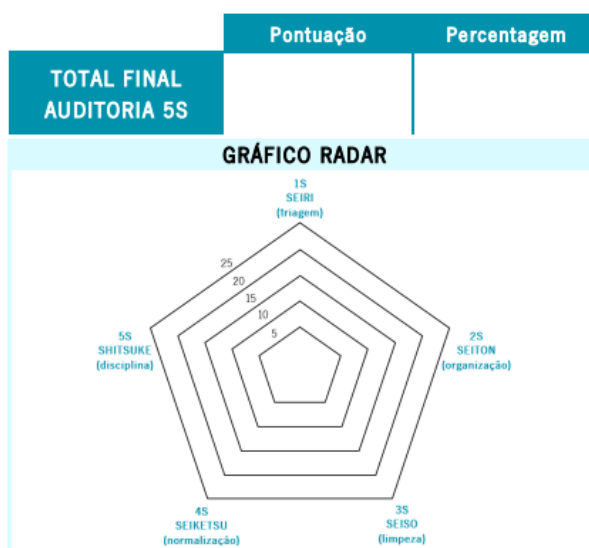 Pontuação
Percentagem
TOTAL FINAL
AUDITORIA 5S
GRÁFICO RADAR
1S
SEIRI
(triagem)
25
20
15
10
5
5S
SHITSUKE
(disciplina)
2S
SEITON
(organização)
4S
SEIKETSU
(normalização)
3S
SEISO
(limpeza)